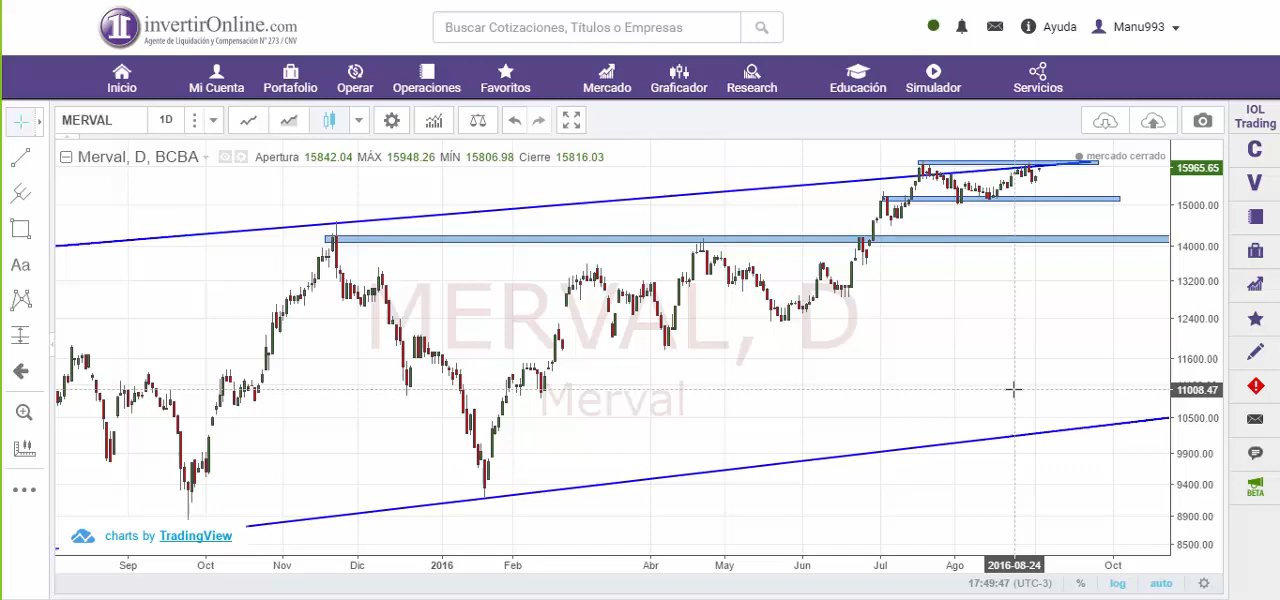 invertirOnline.com
Agente de Liquidación y Compensación N° 273 / CNV
Buscar Cotizaciones, Títulos o Empresas
Ayuda
Manu993
Inicio
Mi Cuenta
Portafolio
Operar
Operaciones
Favoritos
Mercado
Graficador
Research
Educación
Simulador
Servicios
MERVAL
1D
IOL
Trading
C
V
BETA
Aa
Merval, D, BCBA
Apertura 15842.04 MÁX 15948.26 MÍN 15806.98 Cierre 15816.03
mercado cerrado
15965.65
15000.00
14000.00
13200.00
12400.00
11600.00
11008.47
10500.00
9900.00
9400.00
8900.00
8500.00
MERVAL, D
Merval
charts by TradingView
Sep
Oct
Nov
Dic
2016
Feb
Abr
May
Jun
Jul
Ago
2016-08-24
Oct
17:49:47 (UTC-3)
%
log
auto